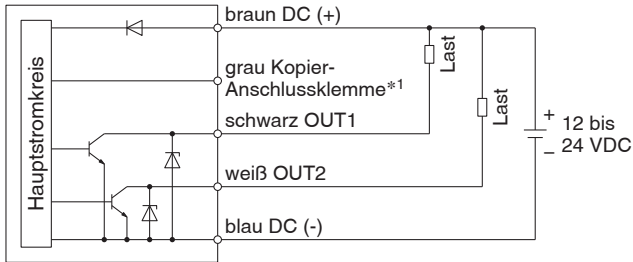 braun DC (+)
grau Kopier-
Anschlussklemme*1
schwarz OUT1
weiß OUT2
blau DC (-)
Hauptstromkreis
Last
Last
+
12 bis
24 VDC
–